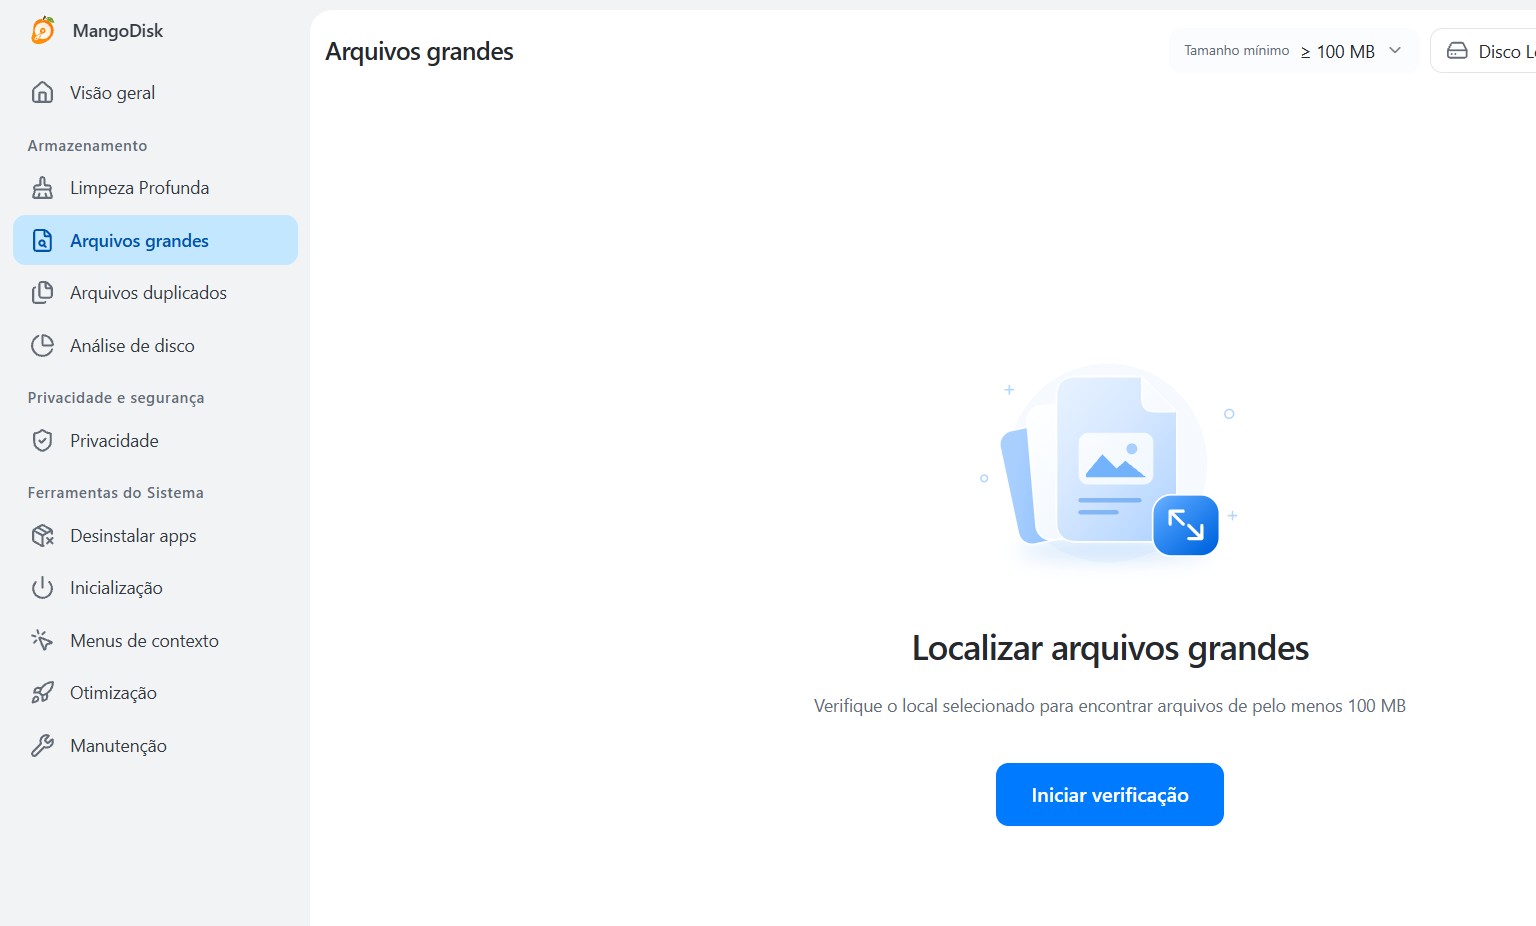 MangoDisk
Visão geral
Armazenamento
Limpeza Profunda
Arquivos grandes
Arquivos duplicados
Análise de disco
Privacidade e segurança
Privacidade
Ferramentas do Sistema
Desinstalar apps
Inicialização
Menus de contexto
Otimização
Manutenção
Arquivos grandes
Tamanho mínimo ≥ 100 MB
Disco
Localizar arquivos grandes
Verifique o local selecionado para encontrar arquivos de pelo menos 100 MB
Iniciar verificação